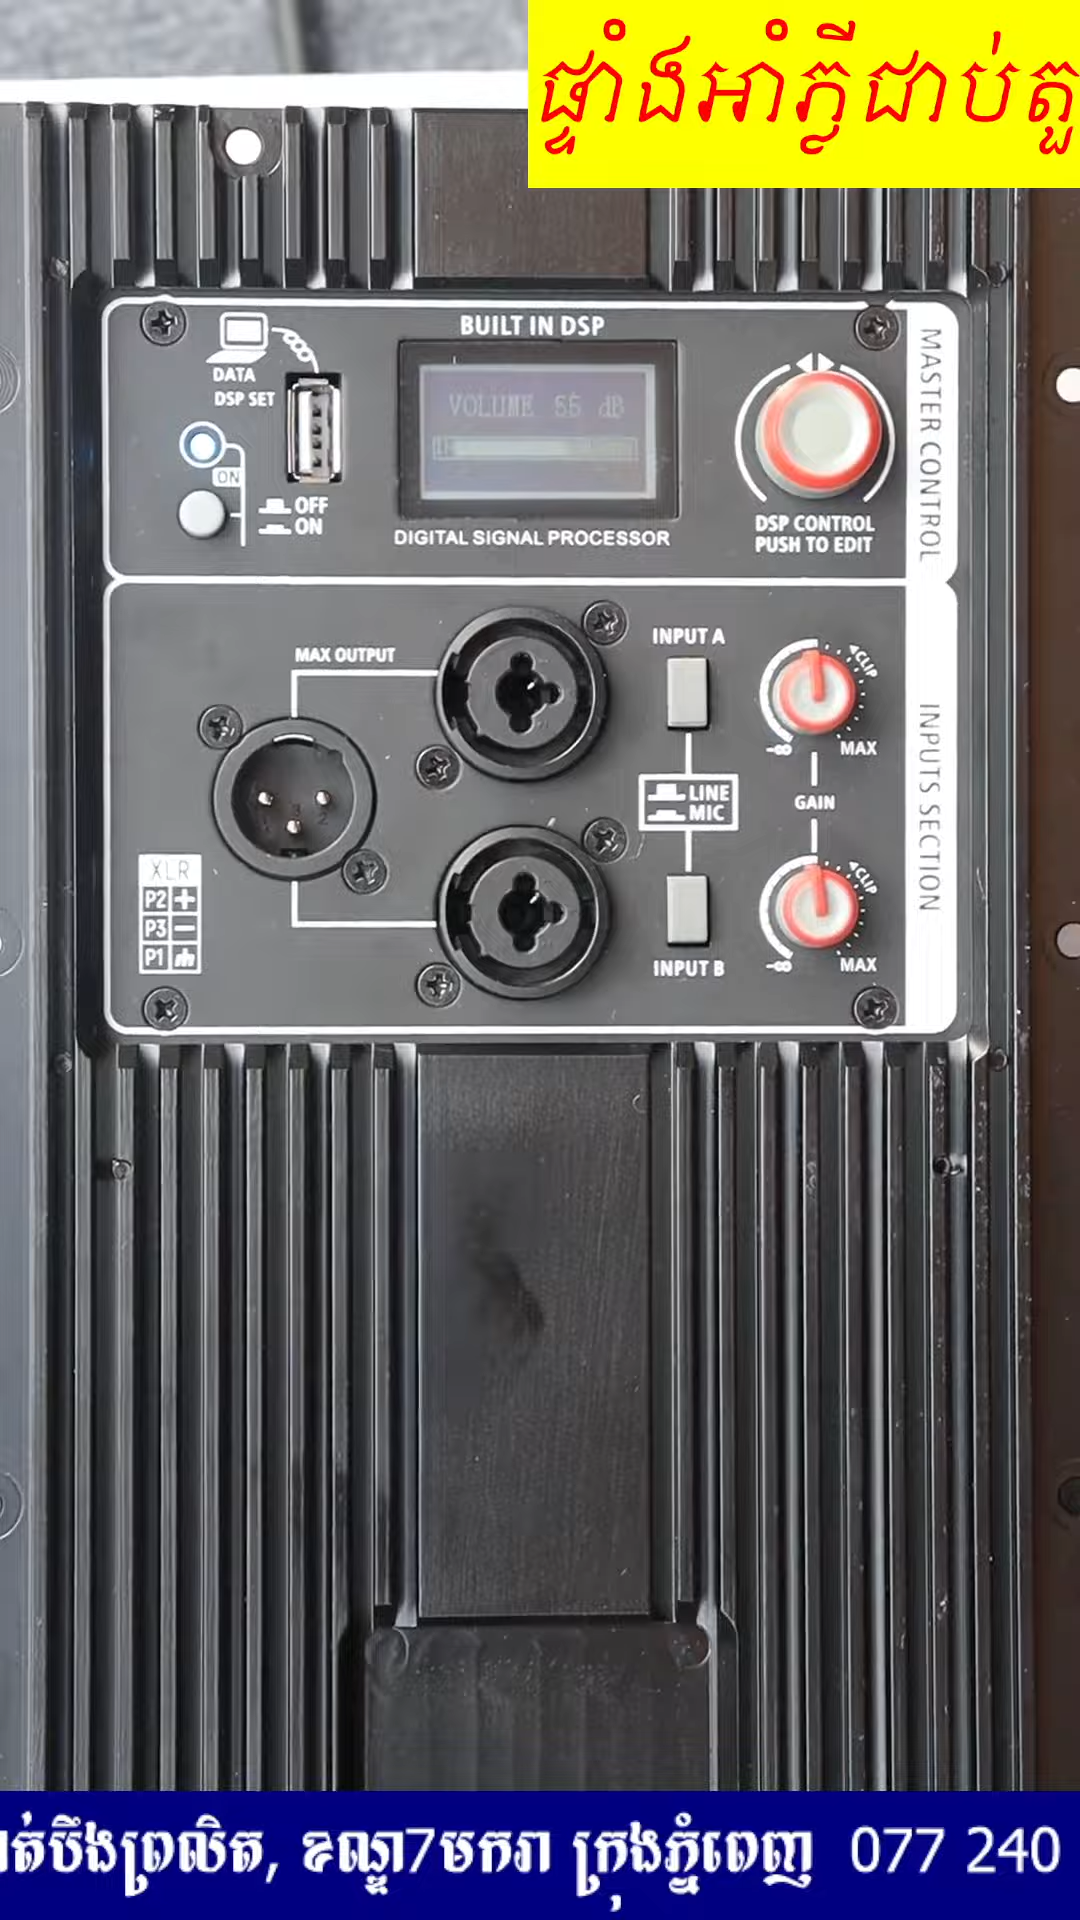 ផ្ទាំងអាំភ្លីជាប់តួ
BUILT IN DSP
DATA
DSP SET
VOLUME 55 dB
ON
OFF
ON
DIGITAL SIGNAL PROCESSOR
DSP CONTROL
PUSH TO EDIT
MASTER CONTROL
MAX OUTPUT
INPUT A
CLIP
-∞ MAX
LINE
MIC
GAIN
INPUTS SECTION
XLR
P2 +
P3 −
P1
CLIP
-∞ MAX
INPUT B
បឹងព្រលិត, ខណ្ឌ7មករា ក្រុងភ្នំពេញ 077 240